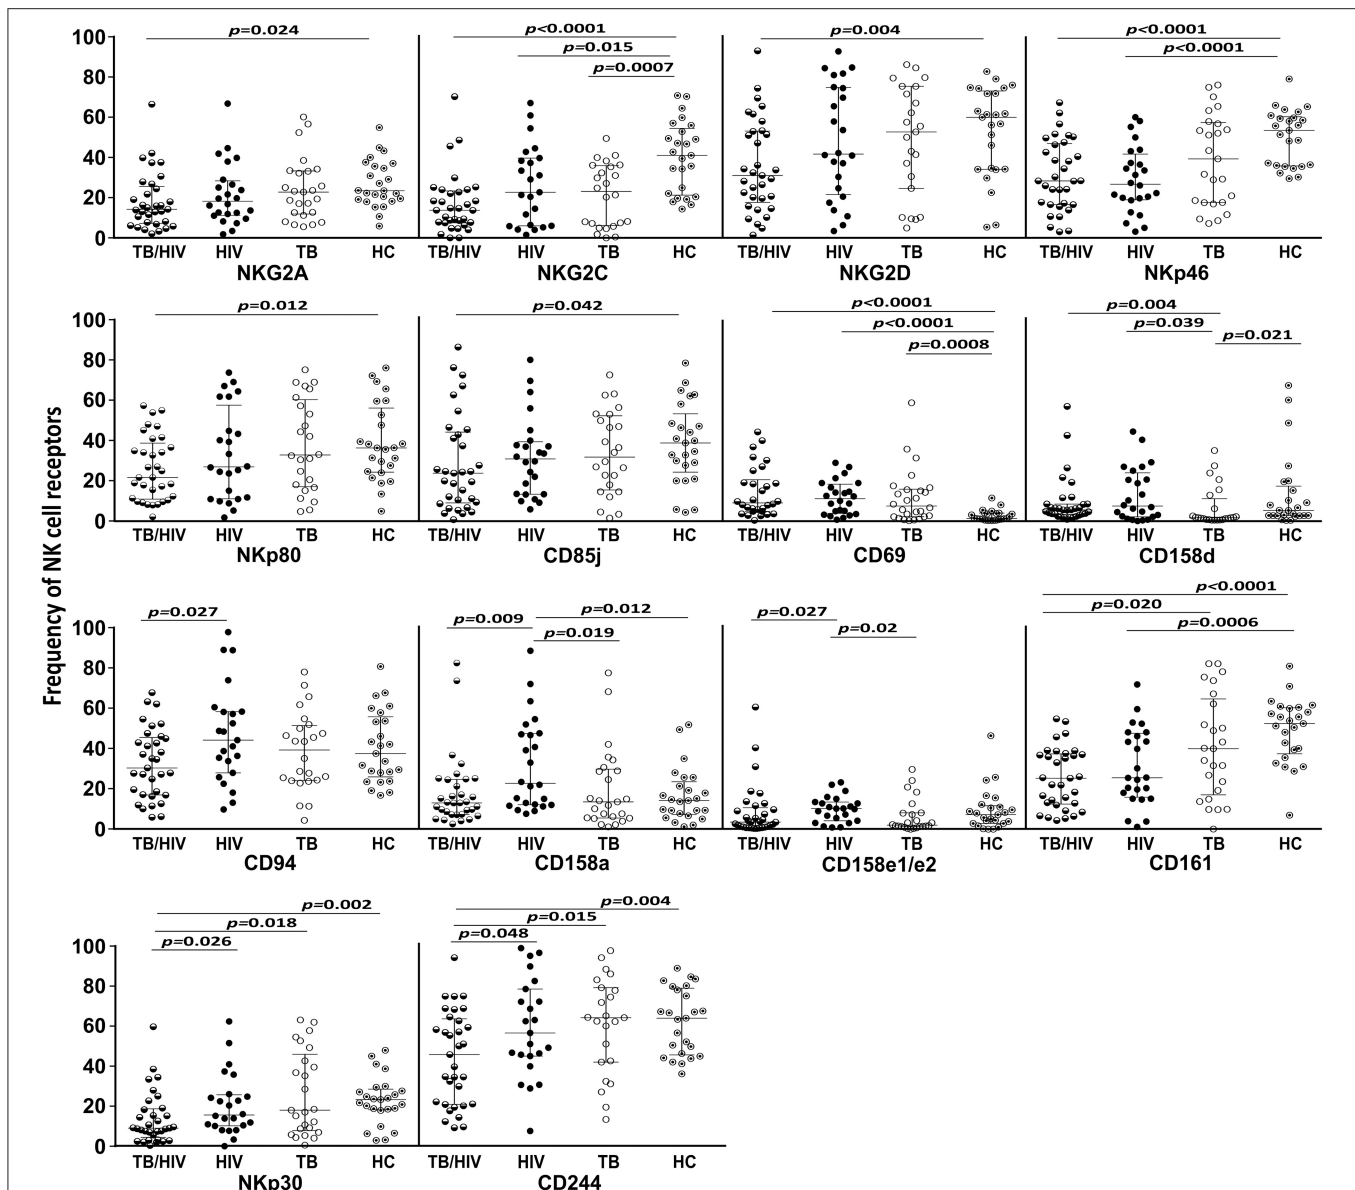 Frequency of NK cell receptors
p=0.024
p<0.0001
p=0.015
p=0.0007
p=0.004
p<0.0001
p<0.0001
100
80
60
40
20
0
TB/HIV HIV TB HC
NKG2A
TB/HIV HIV TB HC
NKG2C
TB/HIV HIV TB HC
NKG2D
TB/HIV HIV TB HC
NKp46
p=0.012
p=0.042
p<0.0001
p<0.0001
p=0.0008
p=0.004
p=0.039
p=0.021
100
80
60
40
20
0
TB/HIV HIV TB HC
NKp80
TB/HIV HIV TB HC
CD85j
TB/HIV HIV TB HC
CD69
TB/HIV HIV TB HC
CD158d
p=0.027
p=0.012
p=0.009
p=0.019
p=0.027
p=0.02
p<0.0001
p=0.020
p=0.0006
100
80
60
40
20
0
TB/HIV HIV TB HC
CD94
TB/HIV HIV TB HC
CD158a
TB/HIV HIV TB HC
CD158e1/e2
TB/HIV HIV TB HC
CD161
p=0.002
p=0.018
p=0.026
p=0.004
p=0.015
p=0.048
100
80
60
40
20
0
TB/HIV HIV TB HC
NKp30
TB/HIV HIV TB HC
CD244